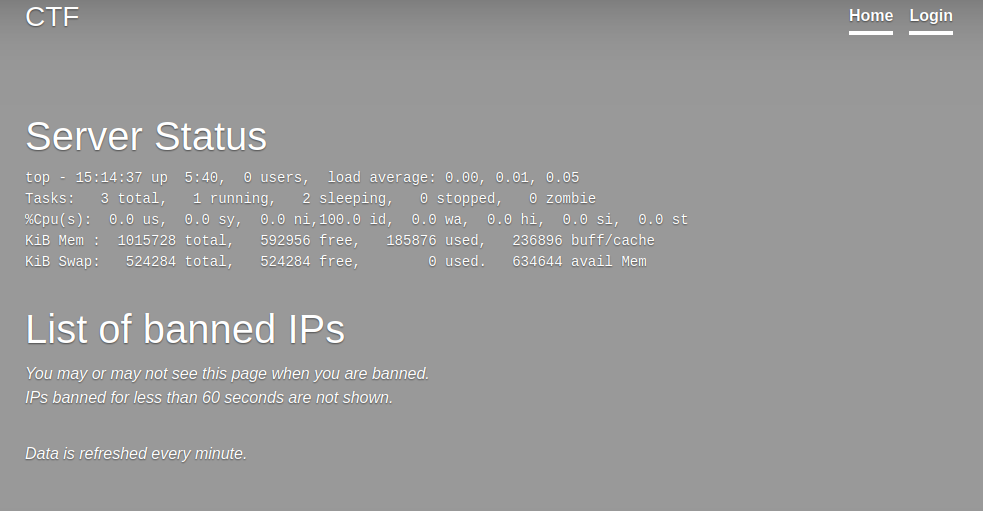 CTF
Home Login
Server Status
top - 15:14:37 up  5:40,  0 users,  load average: 0.00, 0.01, 0.05
Tasks:   3 total,   1 running,   2 sleeping,   0 stopped,   0 zombie
%Cpu(s):  0.0 us,  0.0 sy,  0.0 ni,100.0 id,  0.0 wa,  0.0 hi,  0.0 si,  0.0 st
KiB Mem :  1015728 total,   592956 free,   185876 used,   236896 buff/cache
KiB Swap:   524284 total,   524284 free,        0 used.   634644 avail Mem
List of banned IPs
You may or may not see this page when you are banned.
IPs banned for less than 60 seconds are not shown.
Data is refreshed every minute.